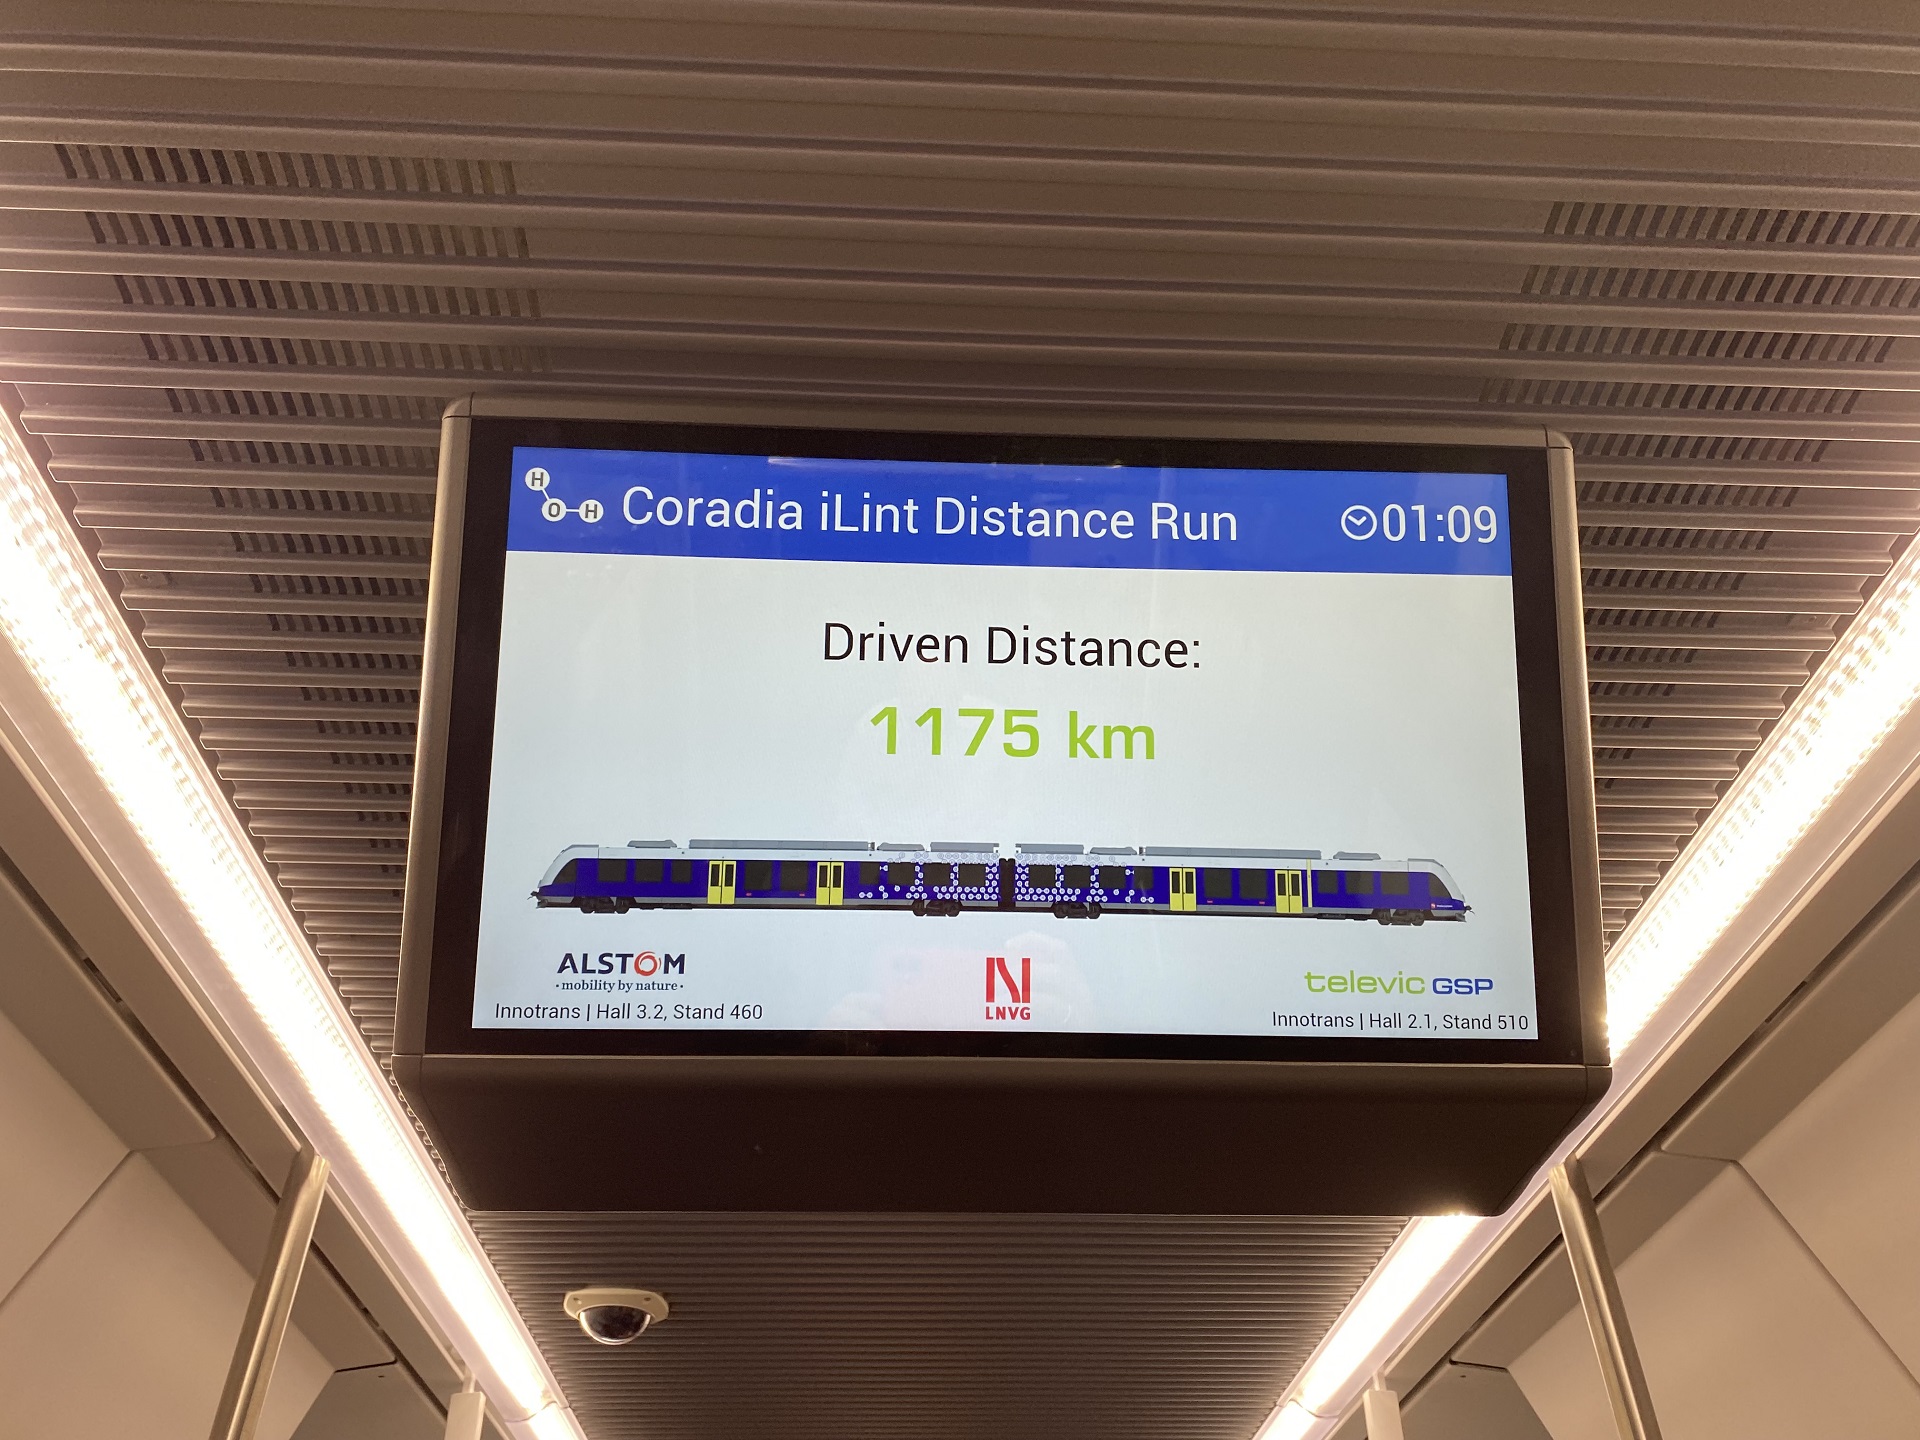 H
O H Coradia iLint Distance Run 01:09
Driven Distance:
1175 km
ALSTOM
· mobility by nature ·
Innotrans | Hall 3.2, Stand 460
LNVG
televic GSP
Innotrans | Hall 2.1, Stand 510